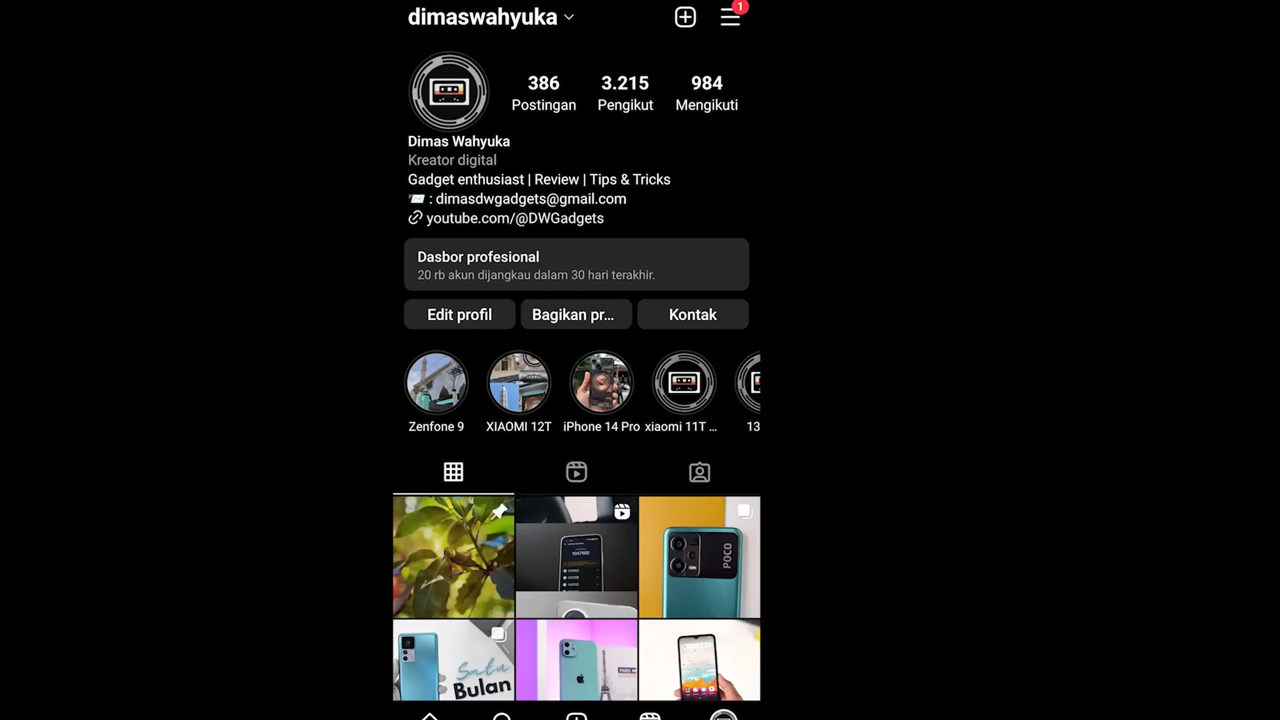 dimaswahyuka
1
386 3.215 984
Postingan Pengikut Mengikuti
Dimas Wahyuka
Kreator digital
Gadget enthusiast | Review | Tips & Tricks
📨 : dimasdwgadgets@gmail.com
youtube.com/@DWGadgets
Dasbor profesional
20 rb akun dijangkau dalam 30 hari terakhir.
Edit profil Bagikan pr... Kontak
Zenfone 9 XIAOMI 12T iPhone 14 Pro xiaomi 11T ... 13
POCO
Satu
Bulan